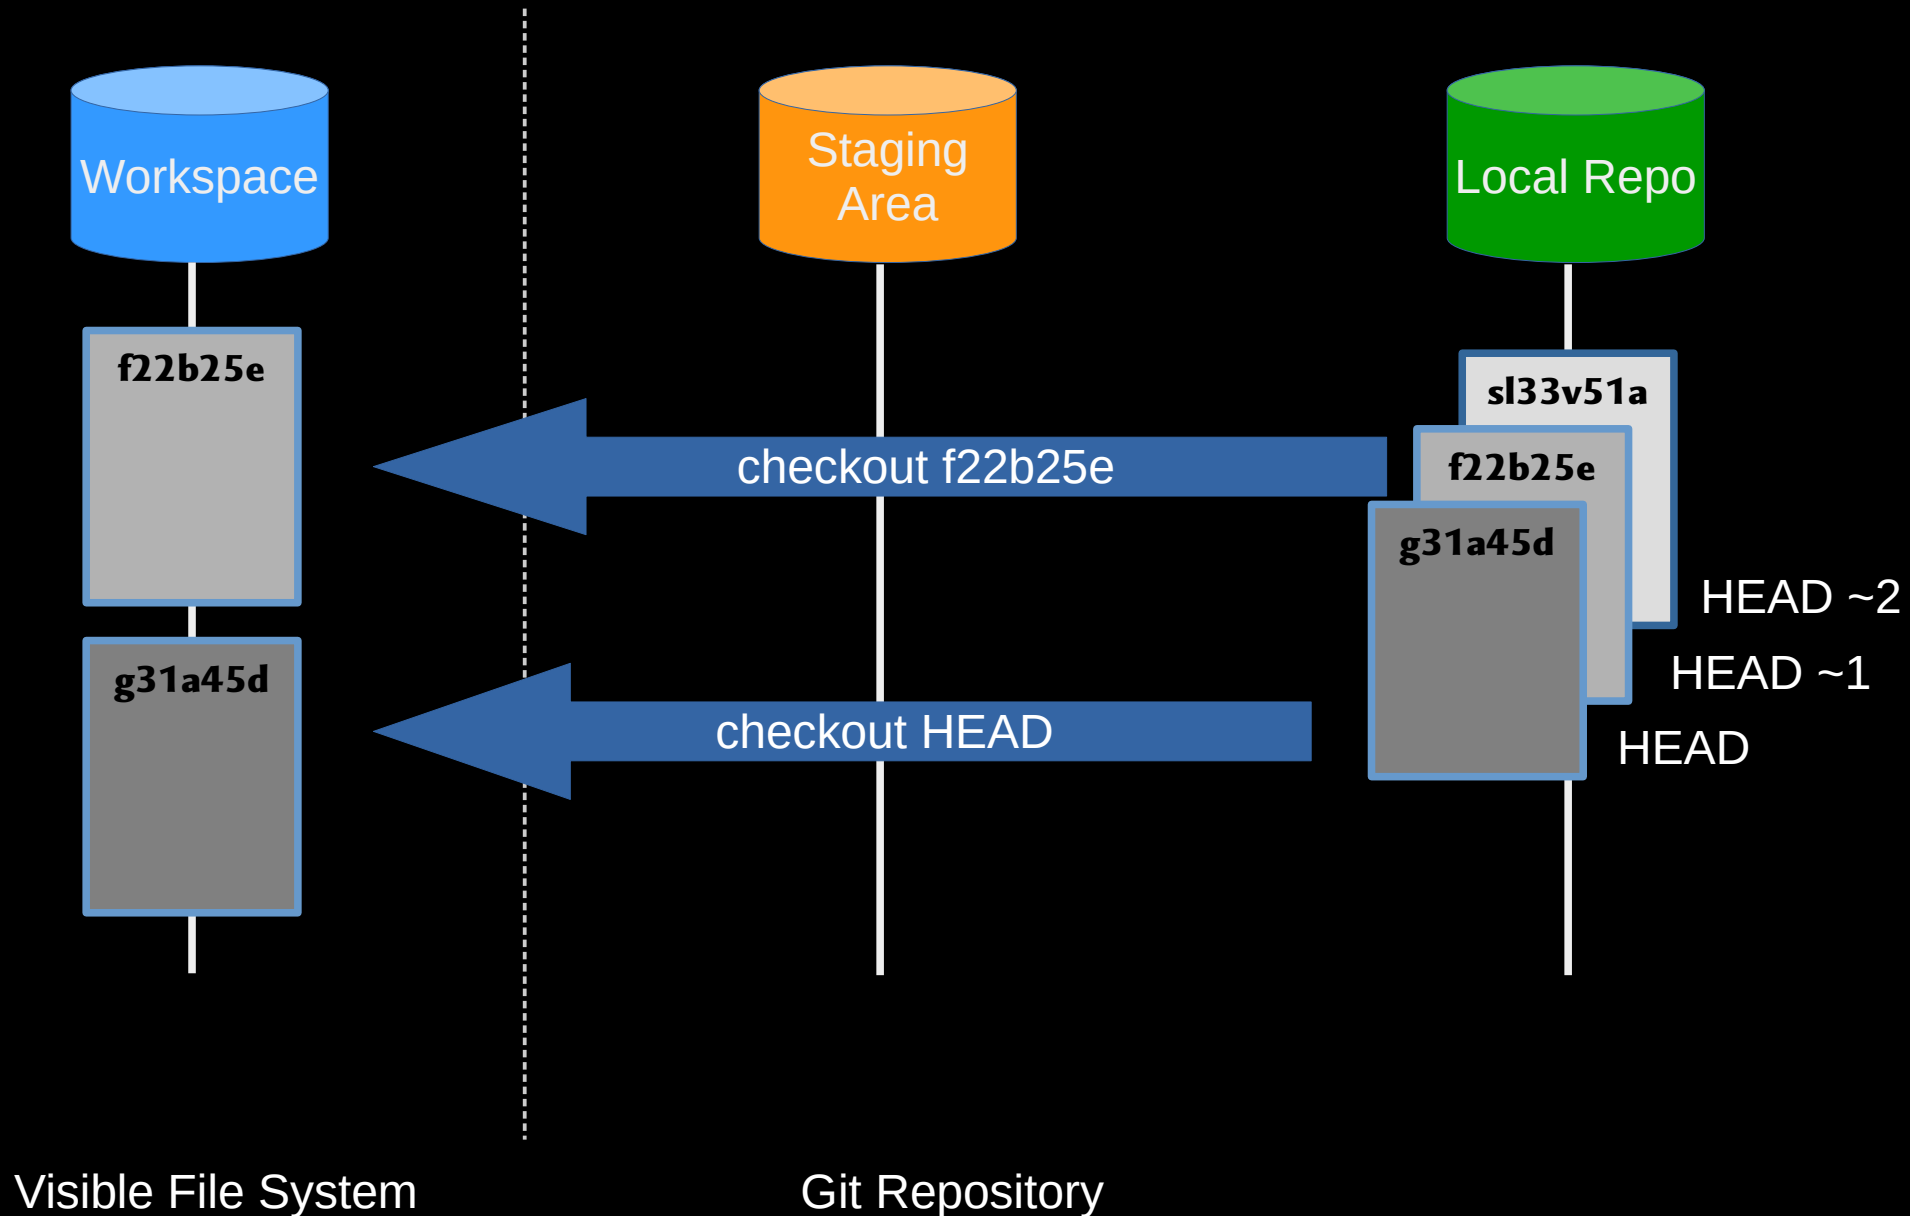 Workspace
Staging
Area
Local Repo
f22b25e
sl33v51a
checkout f22b25e
f22b25e
g31a45d
HEAD ~2
g31a45d
HEAD ~1
checkout HEAD
HEAD
Visible File System
Git Repository